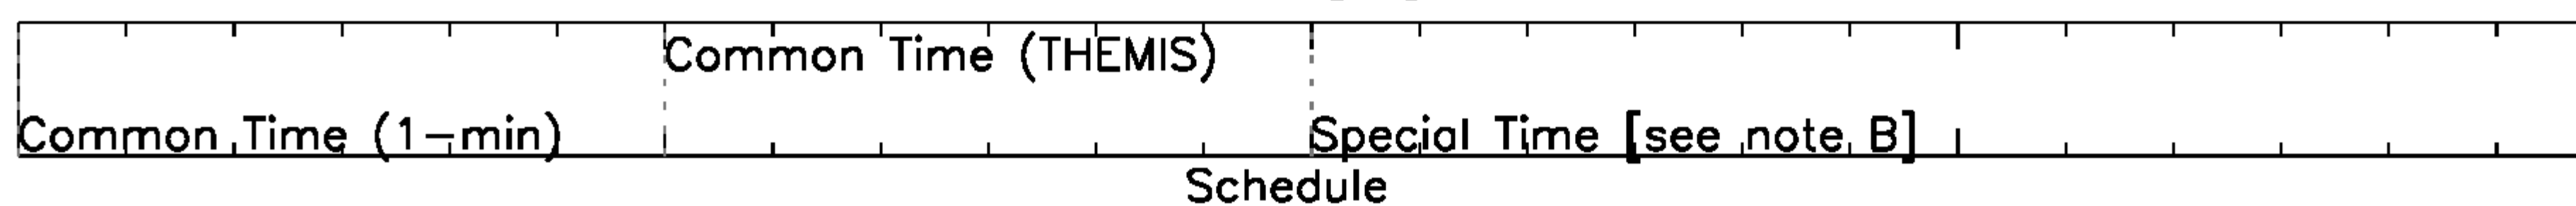 Common Time (THEMIS)
Common Time (1-min)
Special Time [see note B]
Schedule